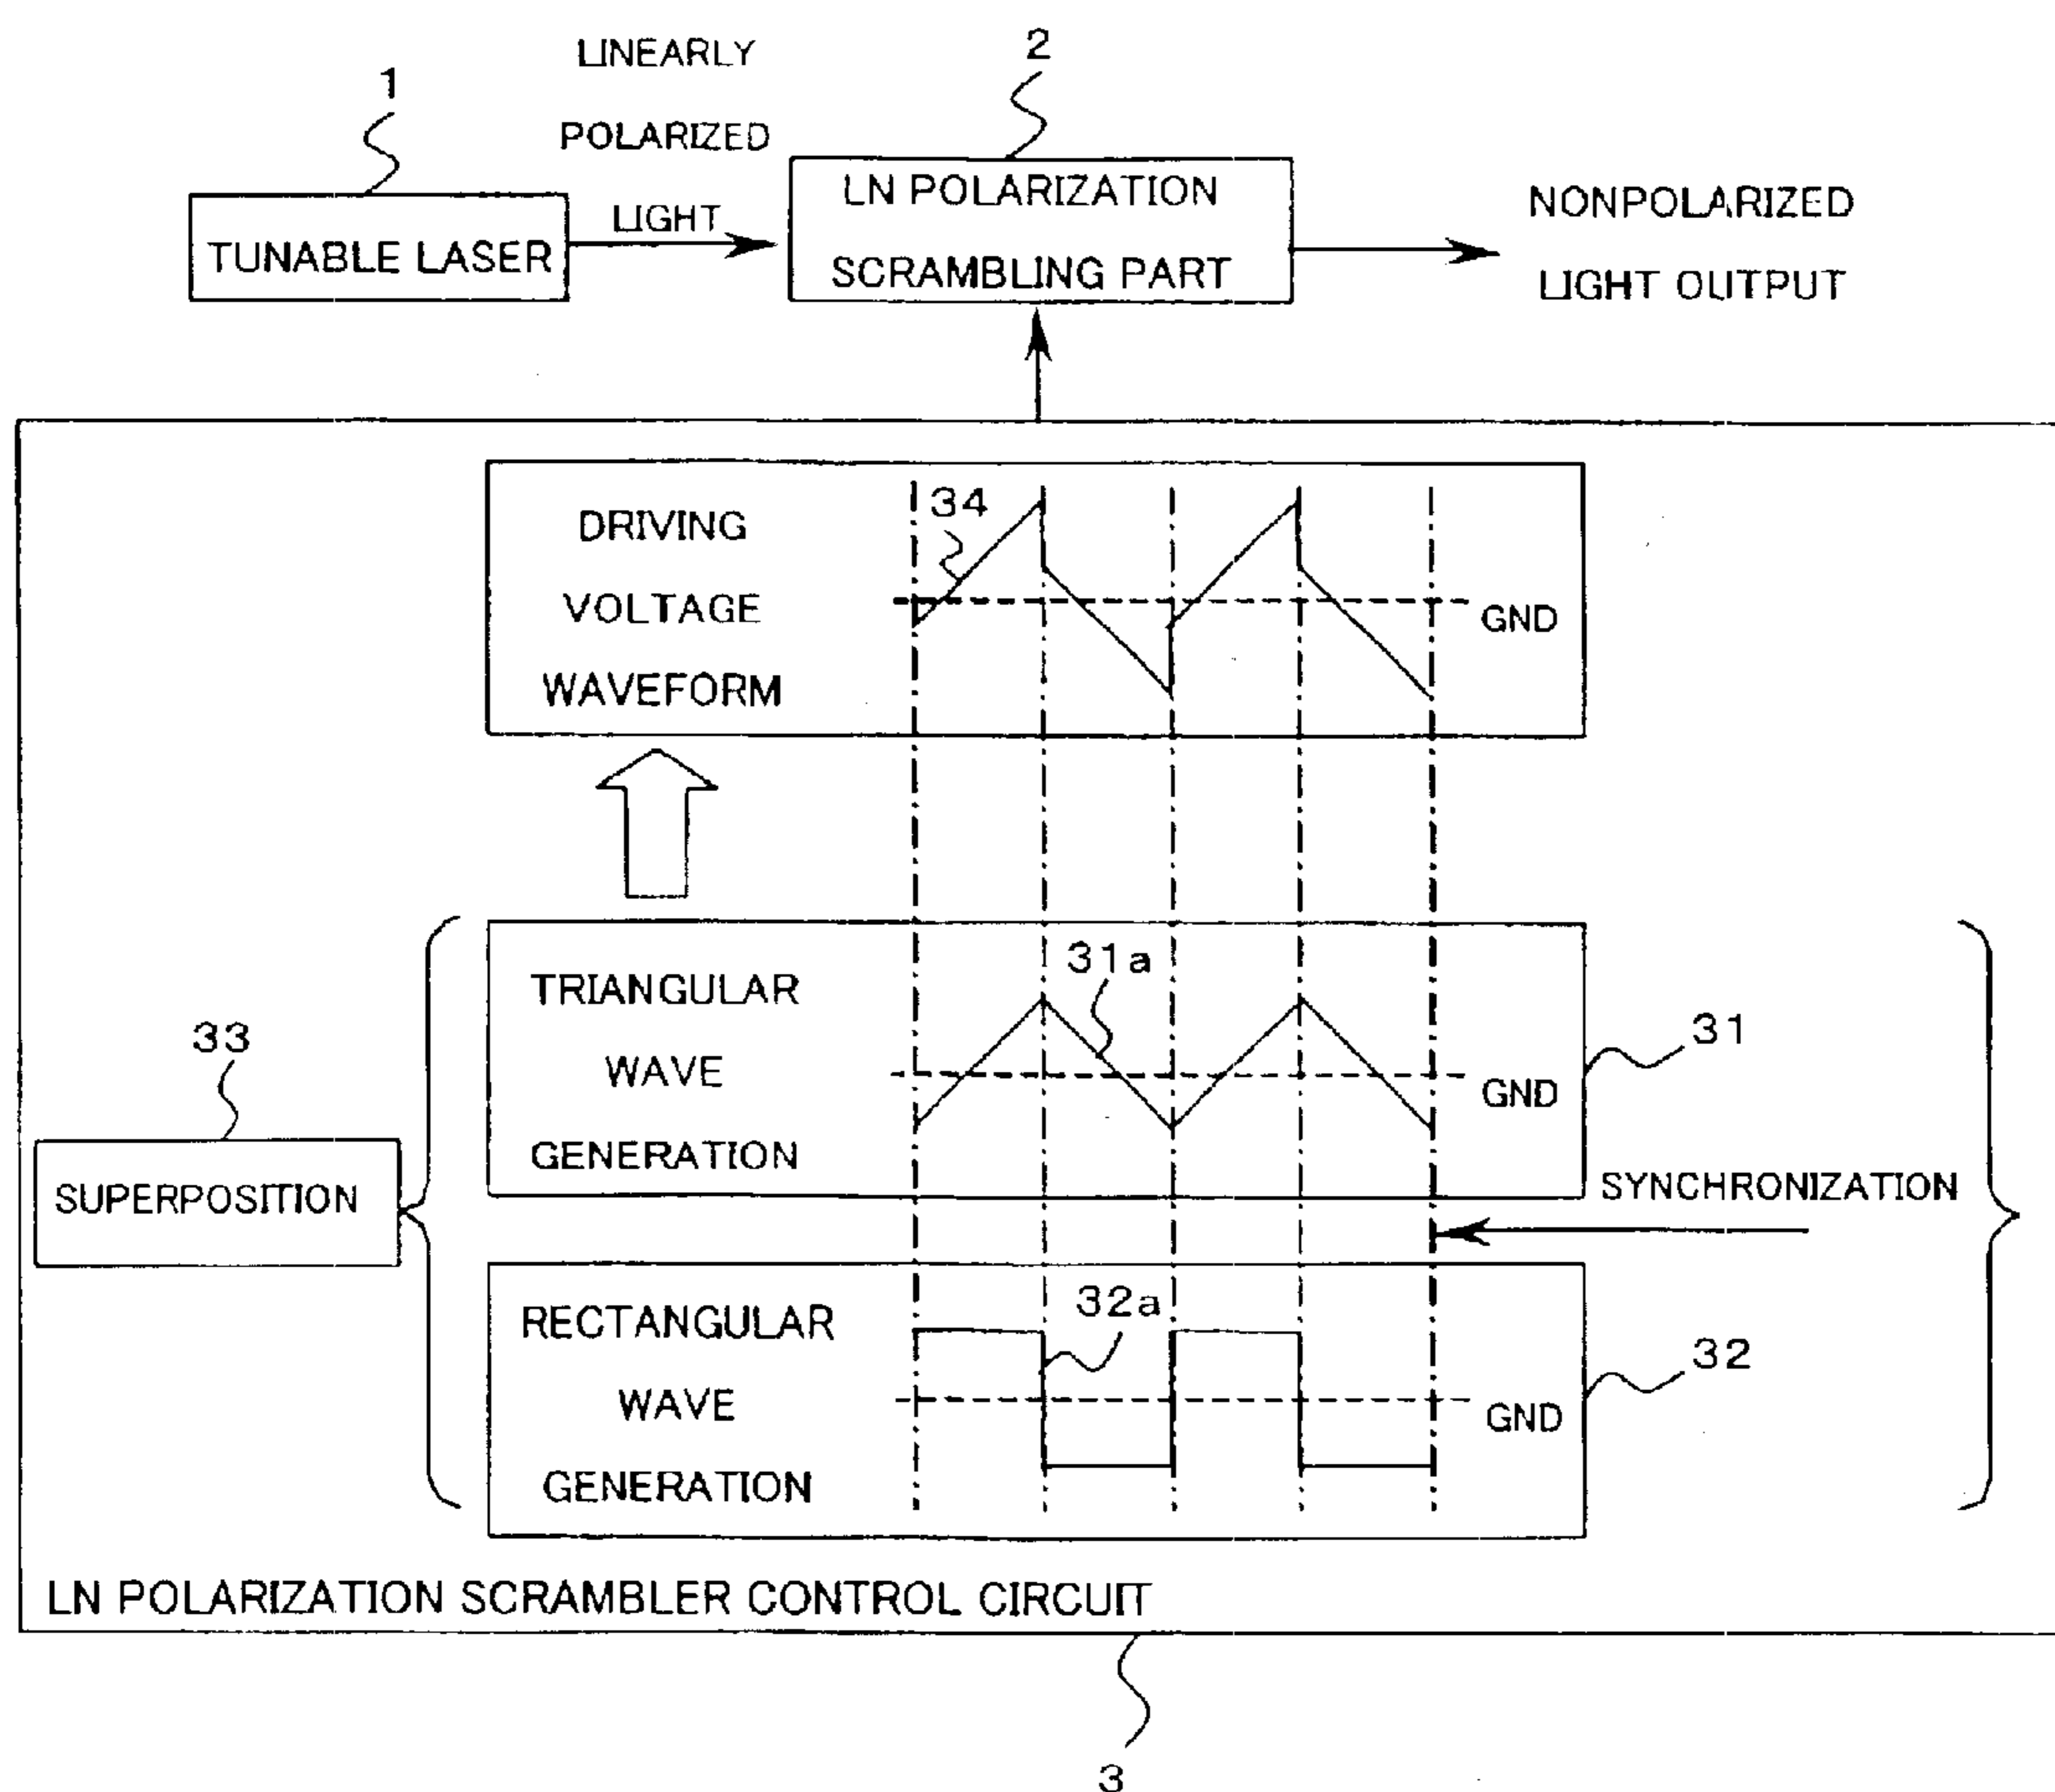 1
LINEARLY
POLARIZED
LIGHT
2
TUNABLE LASER
LN POLARIZATION
SCRAMBLING PART
NONPOLARIZED
LIGHT OUTPUT
DRIVING
VOLTAGE
WAVEFORM
34
GND
TRIANGULAR
WAVE
GENERATION
31a
GND
31
33
SUPERPOSITION
SYNCHRONIZATION
RECTANGULAR
WAVE
GENERATION
32a
GND
32
LN POLARIZATION SCRAMBLER CONTROL CIRCUIT
3